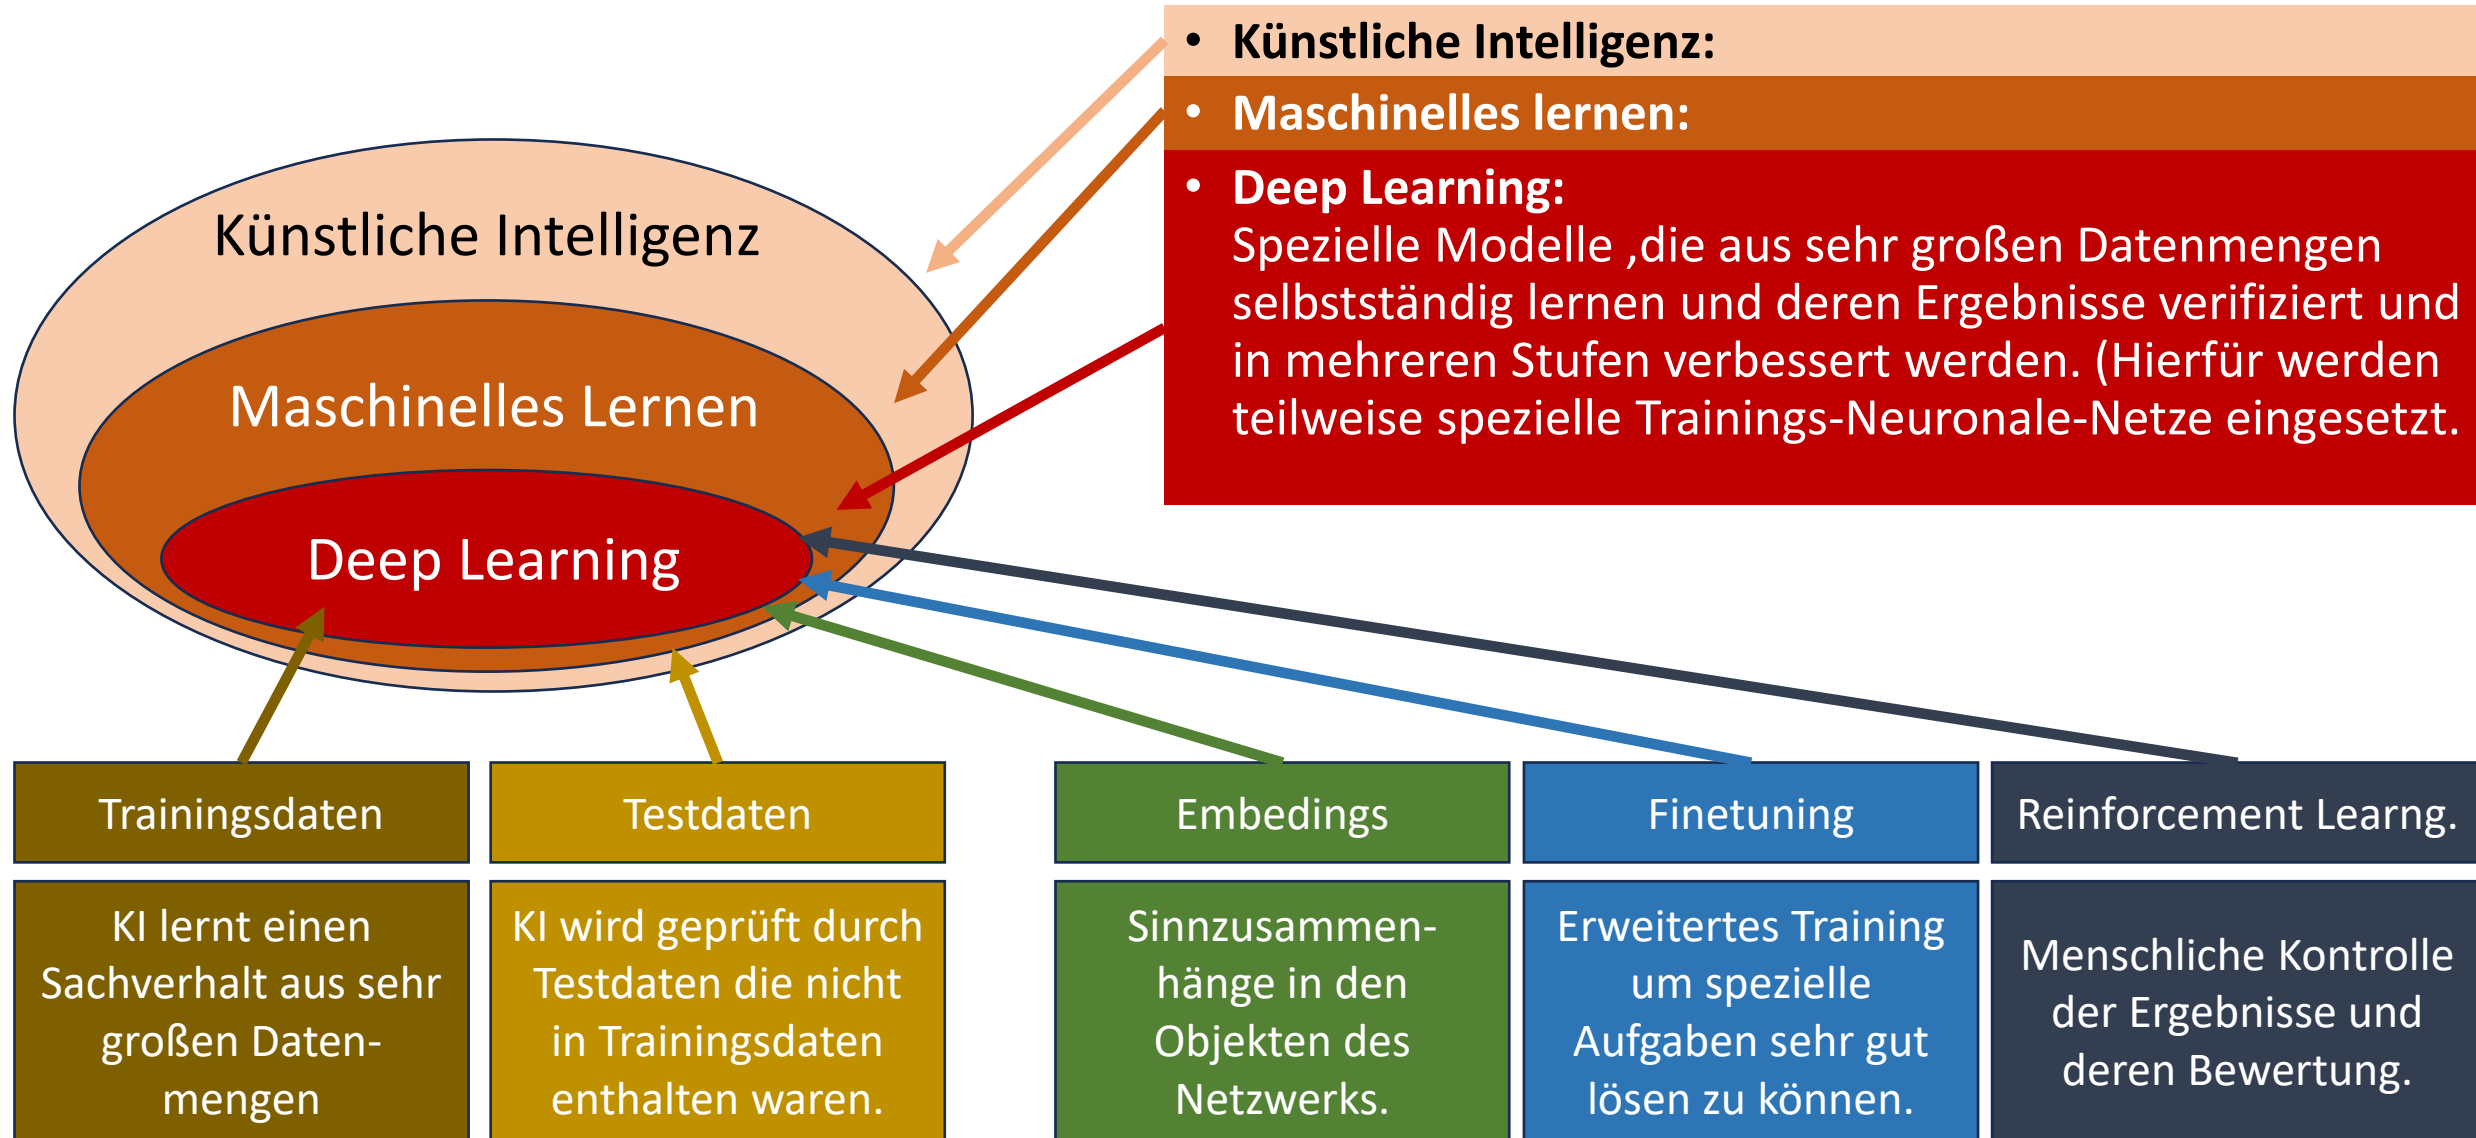 • Künstliche Intelligenz:
• Maschinelles lernen:
• Deep Learning:
Spezielle Modelle ,die aus sehr großen Datenmengen
selbstständig lernen und deren Ergebnisse verifiziert und
in mehreren Stufen verbessert werden. (Hierfür werden
teilweise spezielle Trainings-Neuronale-Netze eingesetzt.
Künstliche Intelligenz
Maschinelles Lernen
Deep Learning
Trainingsdaten
KI lernt einen
Sachverhalt aus sehr
großen Daten-
mengen
Testdaten
KI wird geprüft durch
Testdaten die nicht
in Trainingsdaten
enthalten waren.
Embedings
Sinnzusammen-
hänge in den
Objekten des
Netzwerks.
Finetuning
Erweitertes Training
um spezielle
Aufgaben sehr gut
lösen zu können.
Reinforcement Learng.
Menschliche Kontrolle
der Ergebnisse und
deren Bewertung.